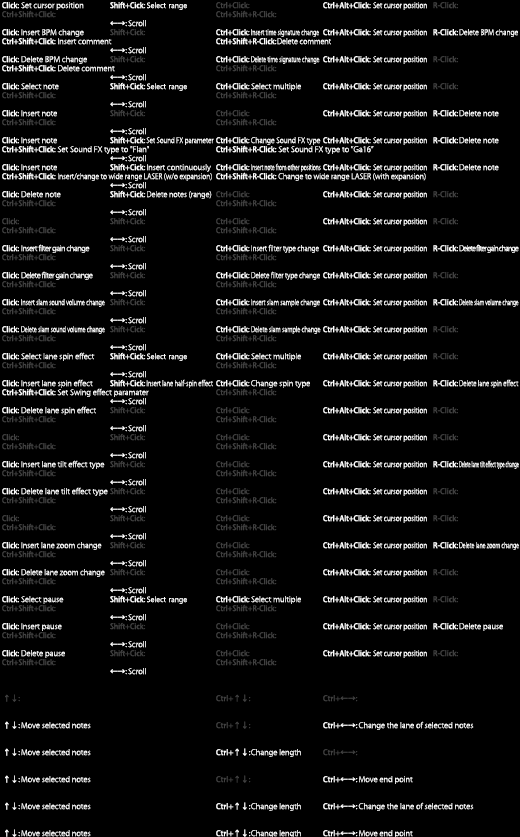 Click: Set cursor position Shift+Click: Select range Ctrl+Click: Ctrl+Alt+Click: Set cursor position R-Click:
Ctrl+Shift+Click: Ctrl+Shift+R-Click:
←→:Scroll
Click: Insert BPM change Shift+Click: Ctrl+Click: Insert time signature change Ctrl+Alt+Click: Set cursor position R-Click: Delete BPM change
Ctrl+Shift+Click: Insert comment Ctrl+Shift+R-Click:Delete comment
←→:Scroll
Click: Delete BPM change Shift+Click: Ctrl+Click: Delete time signature change Ctrl+Alt+Click: Set cursor position R-Click:
Ctrl+Shift+Click: Delete comment Ctrl+Shift+R-Click:
←→:Scroll
Click: Select note Shift+Click: Select range Ctrl+Click: Select multiple Ctrl+Alt+Click: Set cursor position R-Click:
Ctrl+Shift+Click: Ctrl+Shift+R-Click:
←→:Scroll
Click: Insert note Shift+Click: Ctrl+Click: Ctrl+Alt+Click: Set cursor position R-Click: Delete note
Ctrl+Shift+Click: Ctrl+Shift+R-Click:
←→:Scroll
Click: Insert note Shift+Click: Set Sound FX parameter Ctrl+Click: Change Sound FX type Ctrl+Alt+Click: Set cursor position R-Click: Delete note
Ctrl+Shift+Click: Set Sound FX type to "Flan" Ctrl+Shift+R-Click: Set Sound FX type to "Ga16"
←→:Scroll
Click: Insert note Shift+Click: Insert continuously Ctrl+Click: Insert note from other positions Ctrl+Alt+Click: Set cursor position R-Click: Delete note
Ctrl+Shift+Click: Insert/change to wide range LASER (w/o expansion) Ctrl+Shift+R-Click: Change to wide range LASER (with expansion)
←→:Scroll
Click: Delete note Shift+Click: Delete notes (range) Ctrl+Click: Ctrl+Alt+Click: Set cursor position R-Click:
Ctrl+Shift+Click: Ctrl+Shift+R-Click:
←→:Scroll
Click: Shift+Click: Ctrl+Click: Ctrl+Alt+Click: Set cursor position R-Click:
Ctrl+Shift+Click: Ctrl+Shift+R-Click:
←→:Scroll
Click: Insert filter gain change Shift+Click: Ctrl+Click: Insert filter type change Ctrl+Alt+Click: Set cursor position R-Click: Delete filter gain change
Ctrl+Shift+Click: Ctrl+Shift+R-Click:
←→:Scroll
Click: Delete filter gain change Shift+Click: Ctrl+Click: Delete filter type change Ctrl+Alt+Click: Set cursor position R-Click:
Ctrl+Shift+Click: Ctrl+Shift+R-Click:
←→:Scroll
Click: Insert slam sound volume change Shift+Click: Ctrl+Click: Insert slam sample change Ctrl+Alt+Click: Set cursor position R-Click: Delete slam volume change
Ctrl+Shift+Click: Ctrl+Shift+R-Click:
←→:Scroll
Click: Delete slam sound volume change Shift+Click: Ctrl+Click: Delete slam sample change Ctrl+Alt+Click: Set cursor position R-Click:
Ctrl+Shift+Click: Ctrl+Shift+R-Click:
←→:Scroll
Click: Select lane spin effect Shift+Click: Select range Ctrl+Click: Select multiple Ctrl+Alt+Click: Set cursor position R-Click:
Ctrl+Shift+Click: Ctrl+Shift+R-Click:
←→:Scroll
Click: Insert lane spin effect Shift+Click: Insert lane half-spin effect Ctrl+Click: Change spin type Ctrl+Alt+Click: Set cursor position R-Click: Delete lane spin effect
Ctrl+Shift+Click: Set Swing effect paramater Ctrl+Shift+R-Click:
←→:Scroll
Click: Delete lane spin effect Shift+Click: Ctrl+Click: Ctrl+Alt+Click: Set cursor position R-Click:
Ctrl+Shift+Click: Ctrl+Shift+R-Click:
←→:Scroll
Click: Shift+Click: Ctrl+Click: Ctrl+Alt+Click: Set cursor position R-Click:
Ctrl+Shift+Click: Ctrl+Shift+R-Click:
←→:Scroll
Click: Insert lane tilt effect type Shift+Click: Ctrl+Click: Ctrl+Alt+Click: Set cursor position R-Click: Delete lane tilt effect type change
Ctrl+Shift+Click: Ctrl+Shift+R-Click:
←→:Scroll
Click: Delete lane tilt effect type Shift+Click: Ctrl+Click: Ctrl+Alt+Click: Set cursor position R-Click:
Ctrl+Shift+Click: Ctrl+Shift+R-Click:
←→:Scroll
Click: Shift+Click: Ctrl+Click: Ctrl+Alt+Click: Set cursor position R-Click:
Ctrl+Shift+Click: Ctrl+Shift+R-Click:
←→:Scroll
Click: Insert lane zoom change Shift+Click: Ctrl+Click: Ctrl+Alt+Click: Set cursor position R-Click: Delete lane zoom change
Ctrl+Shift+Click: Ctrl+Shift+R-Click:
←→:Scroll
Click: Delete lane zoom change Shift+Click: Ctrl+Click: Ctrl+Alt+Click: Set cursor position R-Click:
Ctrl+Shift+Click: Ctrl+Shift+R-Click:
←→:Scroll
Click: Select pause Shift+Click: Select range Ctrl+Click: Select multiple Ctrl+Alt+Click: Set cursor position R-Click:
Ctrl+Shift+Click: Ctrl+Shift+R-Click:
←→:Scroll
Click: Insert pause Shift+Click: Ctrl+Click: Ctrl+Alt+Click: Set cursor position R-Click: Delete pause
Ctrl+Shift+Click: Ctrl+Shift+R-Click:
←→:Scroll
Click: Delete pause Shift+Click: Ctrl+Click: Ctrl+Alt+Click: Set cursor position R-Click:
Ctrl+Shift+Click: Ctrl+Shift+R-Click:
←→:Scroll
↑↓: Ctrl+↑↓: Ctrl+←→:
↑↓:Move selected notes Ctrl+↑↓: Ctrl+←→:Change the lane of selected notes
↑↓:Move selected notes Ctrl+↑↓:Change length Ctrl+←→:
↑↓:Move selected notes Ctrl+↑↓: Ctrl+←→:Move end point
↑↓:Move selected notes Ctrl+↑↓:Change length Ctrl+←→:Change the lane of selected notes
↑↓:Move selected notes Ctrl+↑↓:Change length Ctrl+←→:Move end point